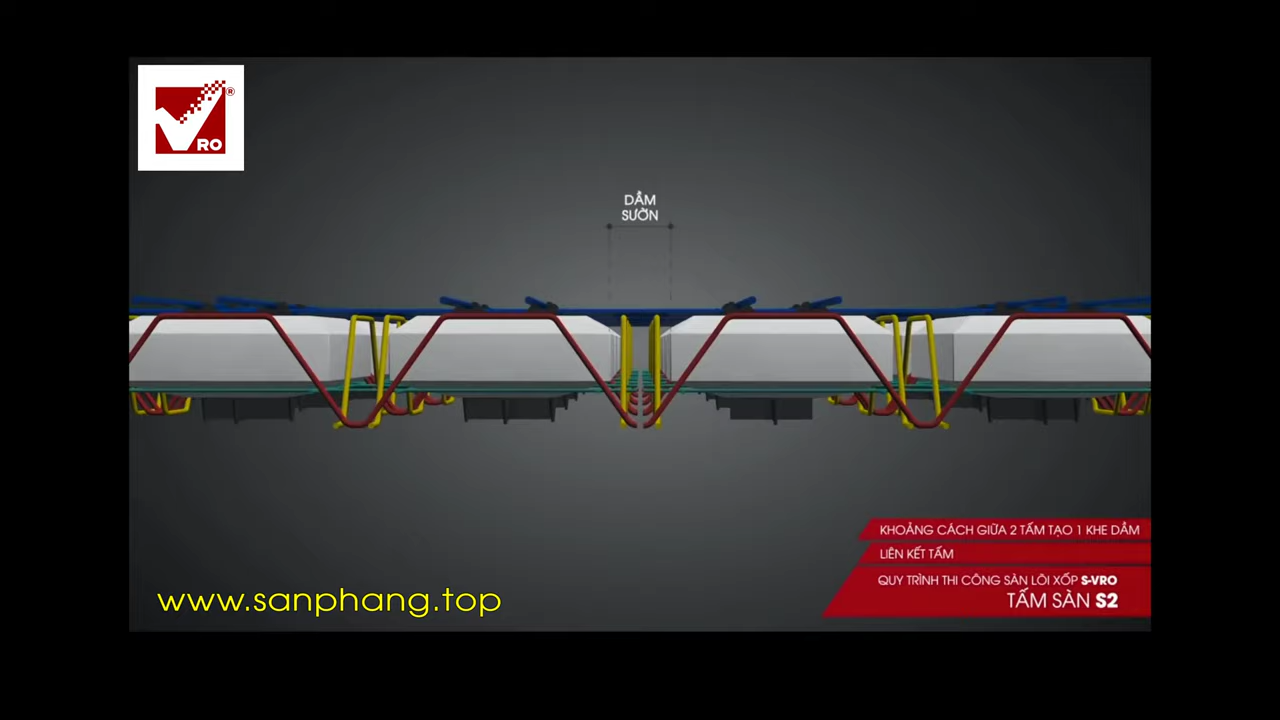 RO
®
DẦM
SƯỜN
KHOẢNG CÁCH GIỮA 2 TẤM TẠO 1 KHE DẦM
LIÊN KẾT TẤM
QUY TRÌNH THI CÔNG SÀN LÕI XỐP S-VRO
TẤM SÀN S2
www.sanphang.top